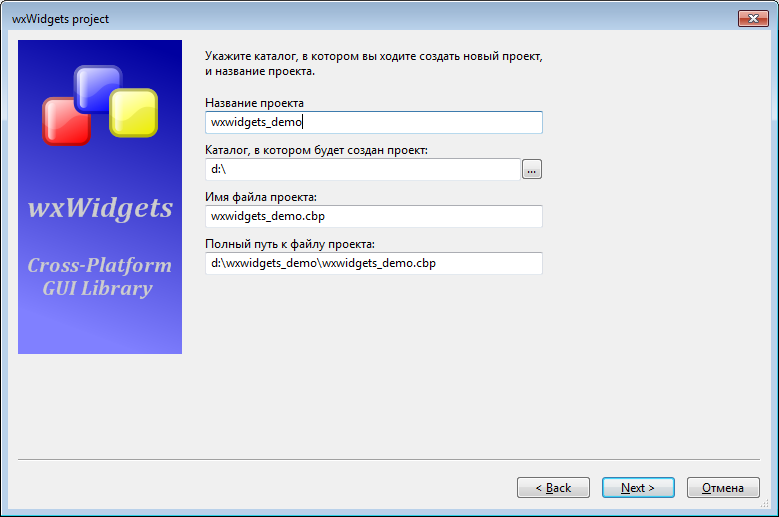 wxWidgets project
Укажите каталог, в котором вы ходите создать новый проект,
и название проекта.
Название проекта
wxwidgets_demo
Каталог, в котором будет создан проект:
d:\
...
Имя файла проекта:
wxwidgets_demo.cbp
Полный путь к файлу проекта:
d:\wxwidgets_demo\wxwidgets_demo.cbp
wxWidgets
Cross-Platform
GUI Library
< Back
Next >
Отмена